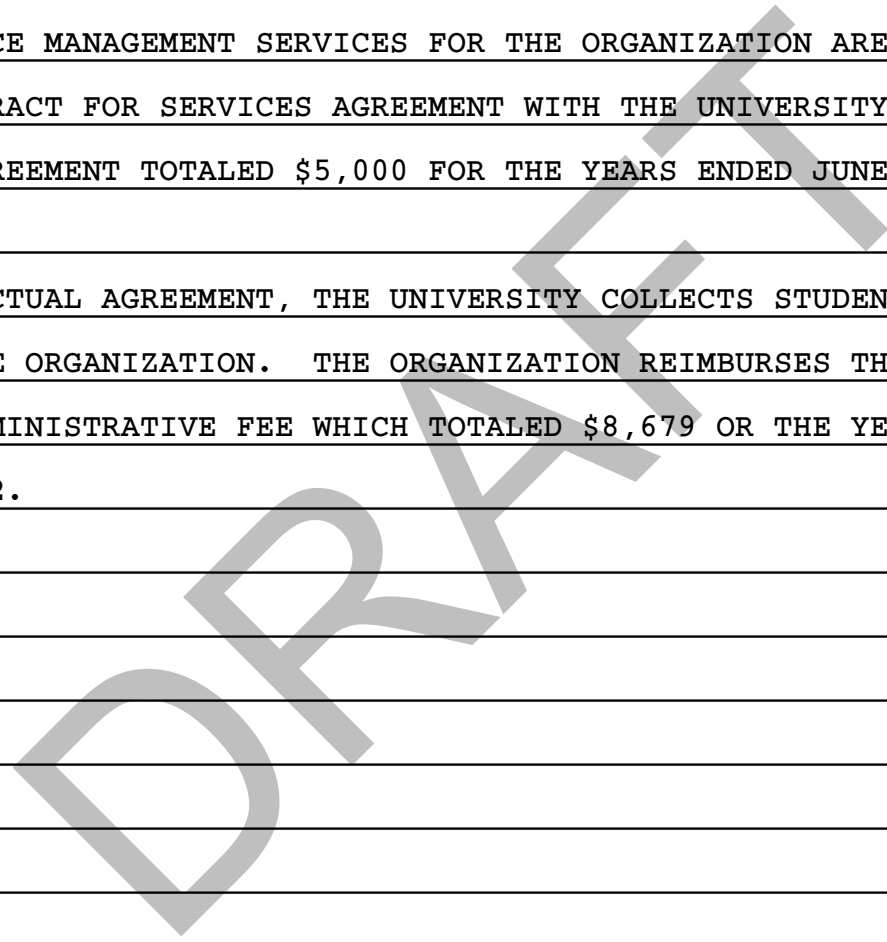 CE MANAGEMENT SERVICES FOR THE ORGANIZATION ARE
RACT FOR SERVICES AGREEMENT WITH THE UNIVERSITY
REEMENT TOTALED $5,000 FOR THE YEARS ENDED JUNE
CTUAL AGREEMENT, THE UNIVERSITY COLLECTS STUDEN
E ORGANIZATION. THE ORGANIZATION REIMBURSES TH
MINISTRATIVE FEE WHICH TOTALED $8,679 OR THE YE
2.
DRAFT